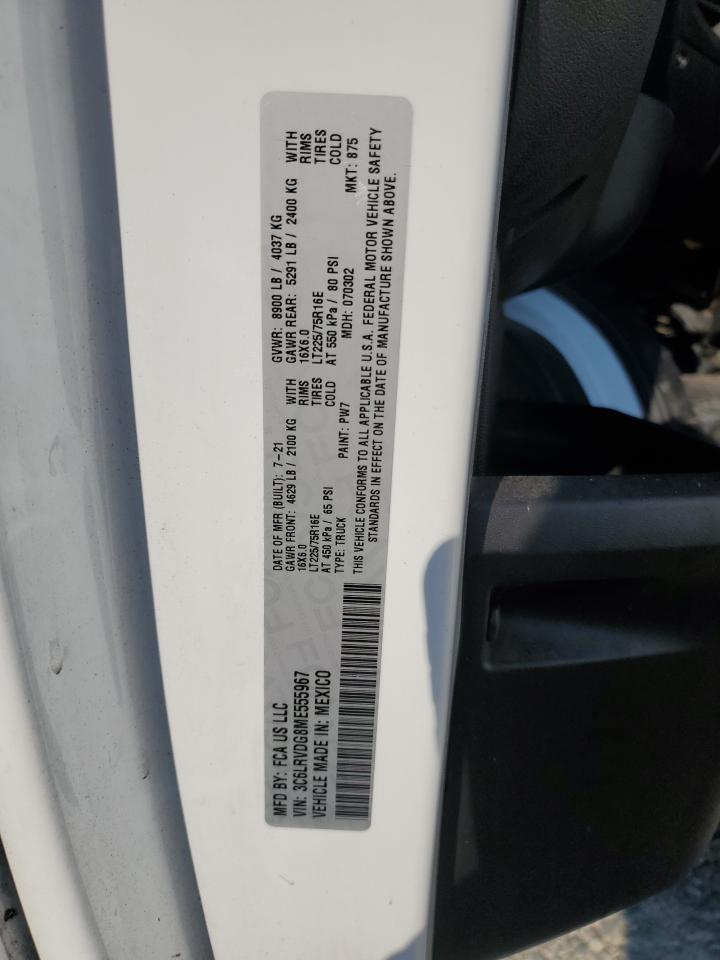 MFD BY: FCA US LLC
VIN: 3C6LRVDG8ME555967
VEHICLE MADE IN: MEXICO
DATE OF MFR (BUILT): 7-21 GVWR: 8900 LB / 4037 KG
GAWR FRONT: 4629 LB / 2100 KG WITH GAWR REAR: 5291 LB / 2400 KG WITH
16X6.0 RIMS 16X6.0 RIMS
LT225/75R16E TIRES LT225/75R16E TIRES
AT 450 kPa / 65 PSI COLD AT 550 kPa / 80 PSI COLD
TYPE: TRUCK PAINT: PW7 MDH: 070302 MKT: 875
THIS VEHICLE CONFORMS TO ALL APPLICABLE U.S.A. FEDERAL MOTOR VEHICLE SAFETY
STANDARDS IN EFFECT ON THE DATE OF MANUFACTURE SHOWN ABOVE.